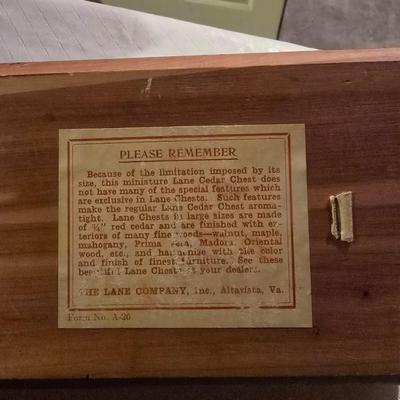 PLEASE REMEMBER
Because of the limitation imposed by its
size, this miniature Lane Cedar Chest does
not have many of the special features which
are exclusive in Lane Chests. Such features
make the regular Lane Cedar Chest aroma-
tight. Lane Chests in large sizes are made
of ¾" red cedar and are finished with ex-
teriors of many fine woods—walnut, maple,
mahogany, Prima Vera, Madora, Oriental
wood, etc., and harmonize with the color
and finish of finest furniture. See these
beautiful Lane Chests at your dealers.
THE LANE COMPANY, Inc., Altavista, Va.
Form No. A-26